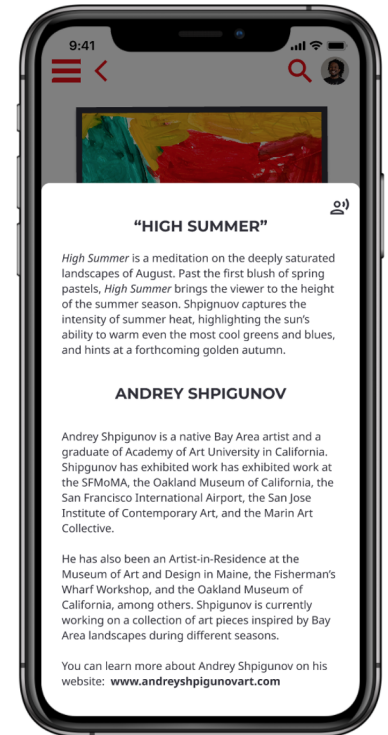 9:41
“HIGH SUMMER”
High Summer is a meditation on the deeply saturated
landscapes of August. Past the first blush of spring
pastels, High Summer brings the viewer to the height
of the summer season. Shpignuov captures the
intensity of summer heat, highlighting the sun’s
ability to warm even the most cool greens and blues,
and hints at a forthcoming golden autumn.
ANDREY SHPIGUNOV
Andrey Shpigunov is a native Bay Area artist and a
graduate of Academy of Art University in California.
Shipgunov has exhibited work has exhibited work at
the SFMoMA, the Oakland Museum of California, the
San Francisco International Airport, the San Jose
Institute of Contemporary Art, and the Marin Art
Collective.
He has also been an Artist-in-Residence at the
Museum of Art and Design in Maine, the Fisherman’s
Wharf Workshop, and the Oakland Museum of
California, among others. Shpigunov is currently
working on a collection of art pieces inspired by Bay
Area landscapes during different seasons.
You can learn more about Andrey Shpigunov on his
website: www.andreyshpigunovart.com